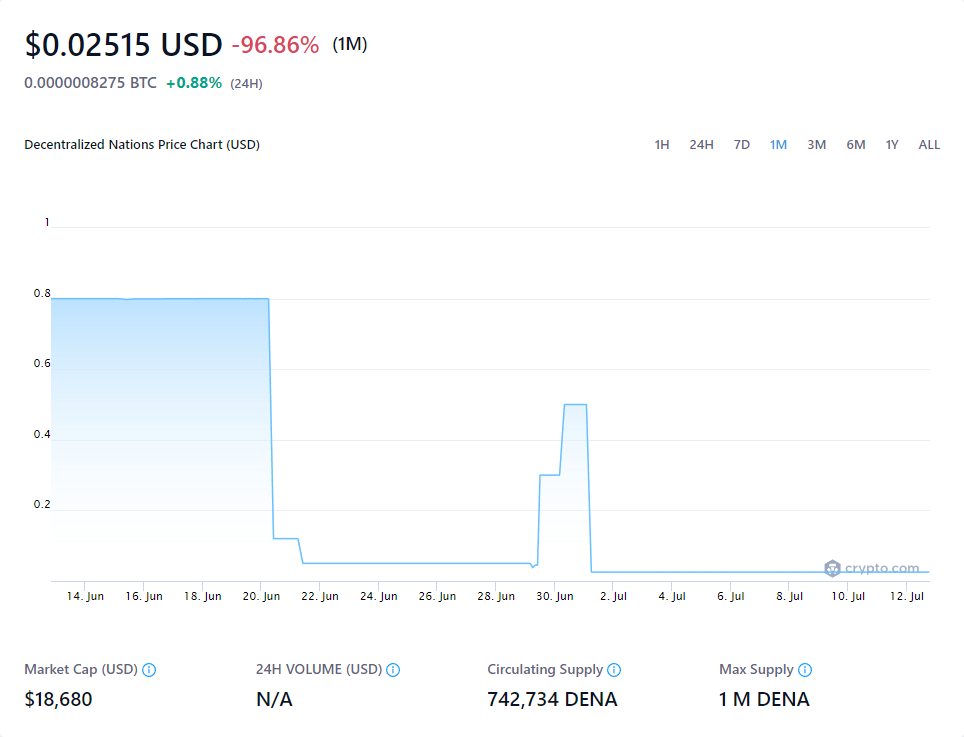 $0.02515 USD -96.86% (1M)
0.0000008275 BTC +0.88% (24H)
Decentralized Nations Price Chart (USD) 1H 24H 7D 1M 3M 6M 1Y ALL
1
0.8
0.6
0.4
0.2
crypto.com
14. Jun 16. Jun 18. Jun 20. Jun 22. Jun 24. Jun 26. Jun 28. Jun 30. Jun 2. Jul 4. Jul 6. Jul 8. Jul 10. Jul 12. Jul
Market Cap (USD) 24H VOLUME (USD) Circulating Supply Max Supply
$18,680 N/A 742,734 DENA 1 M DENA